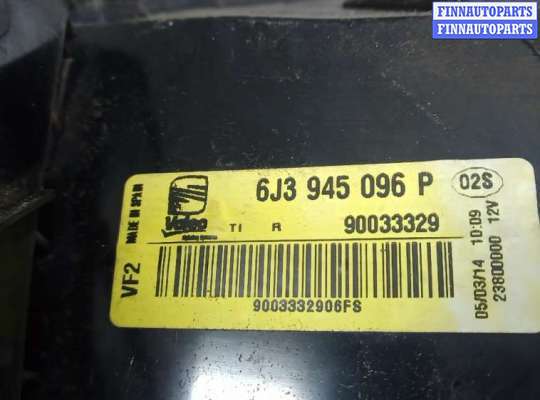 FINNAUTOPARTS
FINNAUTOPARTS
6J3 945 096 P
02S
MADE IN SPAIN
Valeo
TI R
90033329
VF2
9003332906FS
05/03/14 10:09
23800000 12V